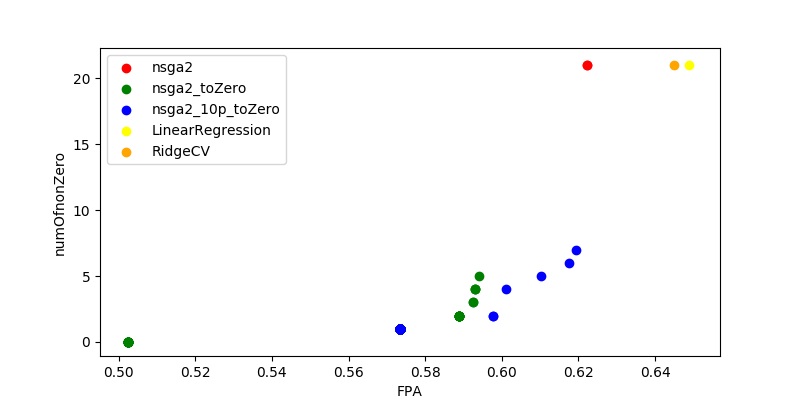 nsga2
nsga2_toZero
nsga2_10p_toZero
LinearRegression
RidgeCV
numOfnonZero
20
15
10
5
0
0.50 0.52 0.54 0.56 0.58 0.60 0.62 0.64
FPA